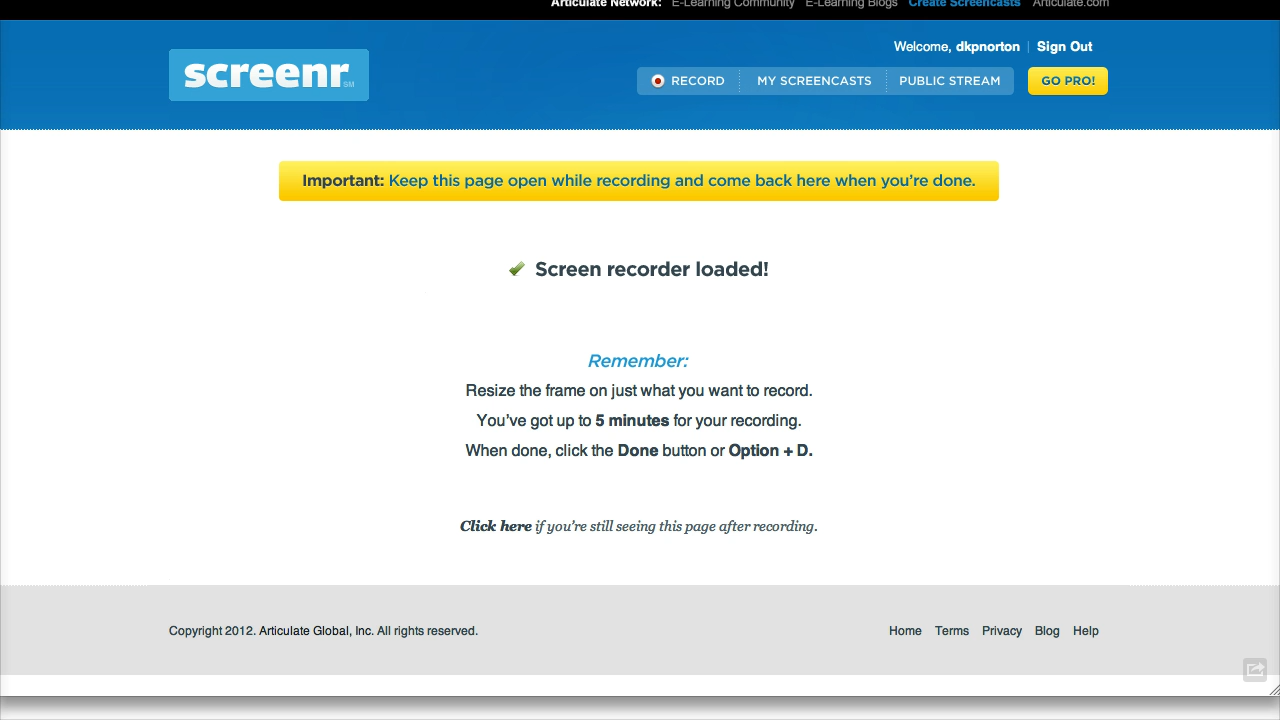 Articulate Network: E-Learning Community E-Learning Blogs Create Screencasts Articulate.com
Welcome, dkpnorton | Sign Out
screenr SM
RECORD MY SCREENCASTS PUBLIC STREAM GO PRO!
Important: Keep this page open while recording and come back here when you're done.
Screen recorder loaded!
Remember:
Resize the frame on just what you want to record.
You've got up to 5 minutes for your recording.
When done, click the Done button or Option + D.
Click here if you're still seeing this page after recording.
Copyright 2012. Articulate Global, Inc. All rights reserved.
Home Terms Privacy Blog Help